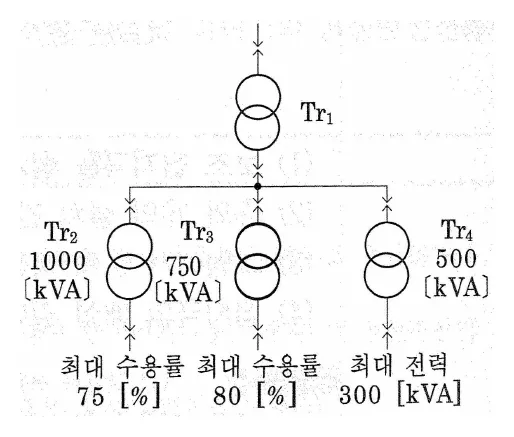 Tr₁
Tr₂
1000
〔kVA〕
Tr₃
750
〔kVA〕
Tr₄
500
〔kVA〕
최대 수용률
75 [%]
최대 수용률
80 [%]
최대 전력
300 [kVA]